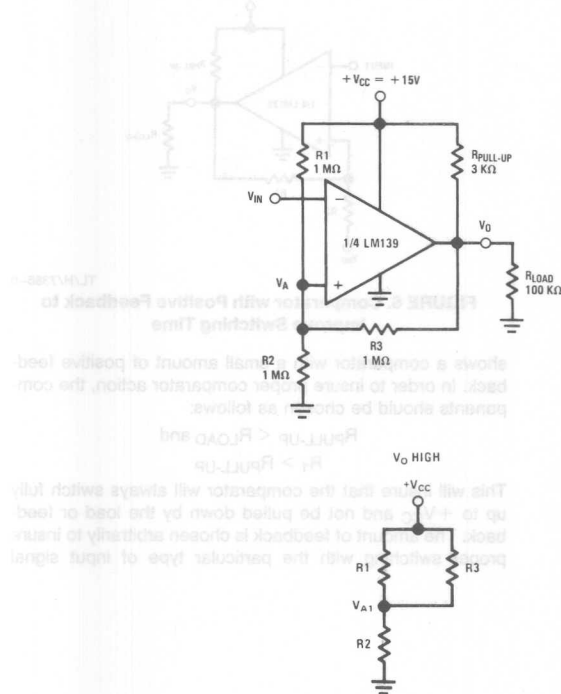 +VCC = +15V
R1
1 MΩ
RPULL-UP
3 KΩ
VIN
−
VO
1/4 LM139
VA
+
RLOAD
100 KΩ
R3
1 MΩ
R2
1 MΩ
FIGURE 6. Comparator with Positive Feedback to
Improve Switching Time
shows a comparator with a small amount of positive feed-
back. In order to insure proper comparator action, the com-
ponents should be chosen as follows:
RPULL-UP < RLOAD and
R1 > RPULL-UP
This will insure that the comparator will always switch fully
up to +VCC and not be pulled down by the load or feed-
back. The amount of feedback is chosen arbitrarily to insure
proper switching with the particular type of input signal
VO HIGH
+VCC
R1
R3
VA1
R2